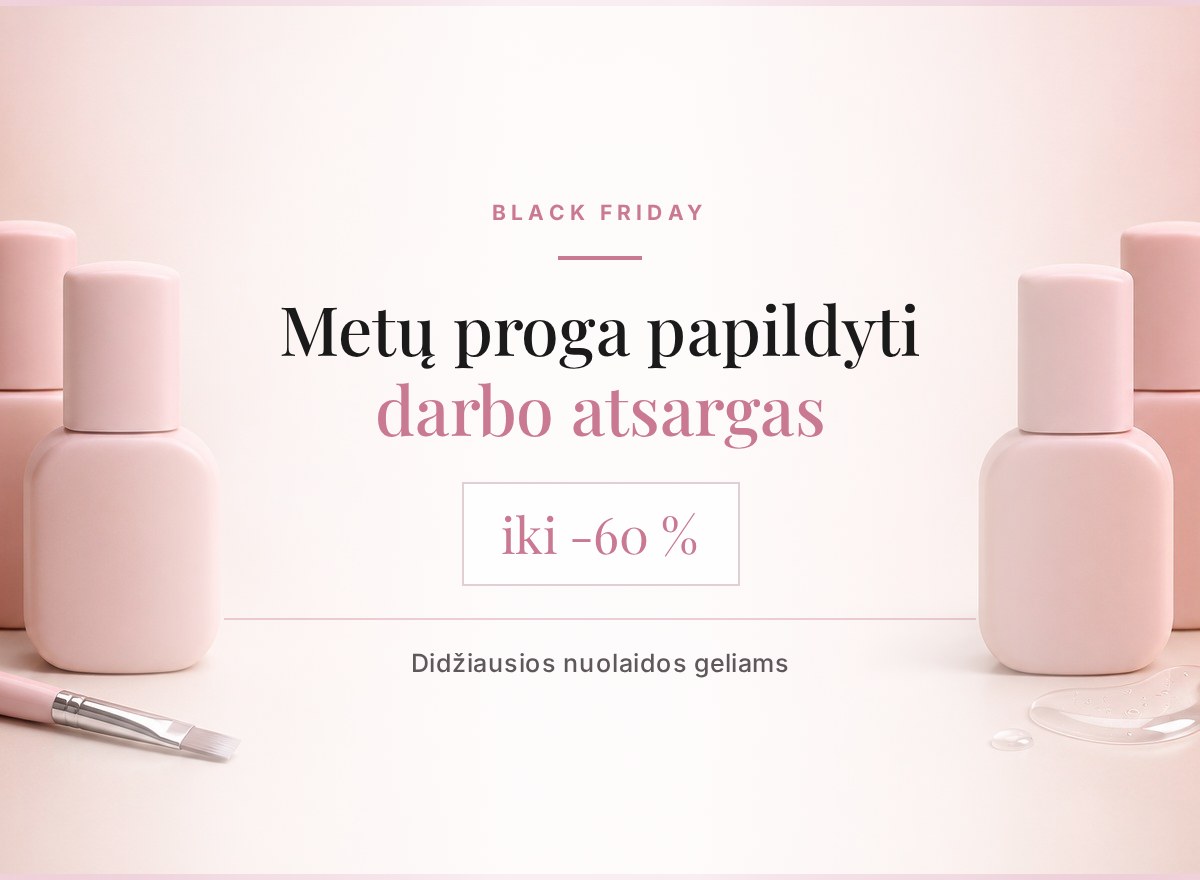 BLACK FRIDAY
Metų proga papildyti
darbo atsargas
iki -60 %
Didžiausios nuolaidos geliams